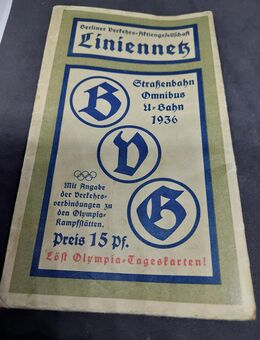 Berliner Verkehrs-Aktiengesellschaft
Liniennetz
Straßenbahn
Omnibus
U-Bahn
1936
B
V
G
Mit Angabe
der Verkehrs-
verbindungen zu
den Olympia-
Kampfstätten.
Preis 15 Pf.
Löst Olympia-Tageskarten!